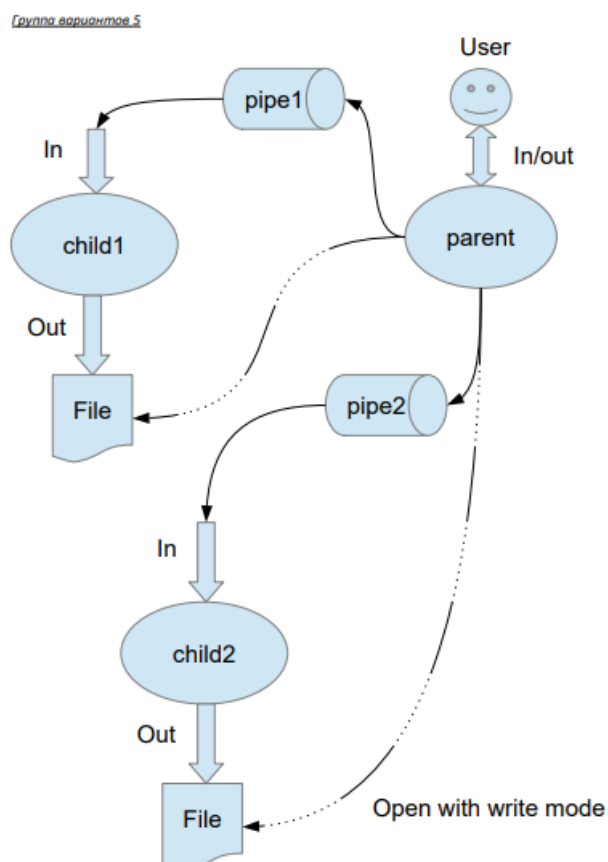 Группа вариантов 5
User
pipe1
In
In/out
child1
parent
Out
File
pipe2
In
child2
Out
File
Open with write mode